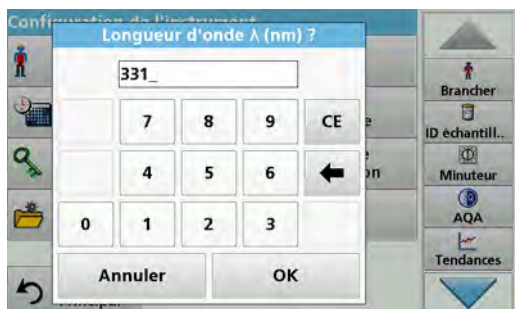 Longueur d'onde λ (nm) ?
331_
7 8 9 CE
4 5 6
0 1 2 3
Annuler OK
Brancher
ID échantill..
Minuteur
AQA
Tendances